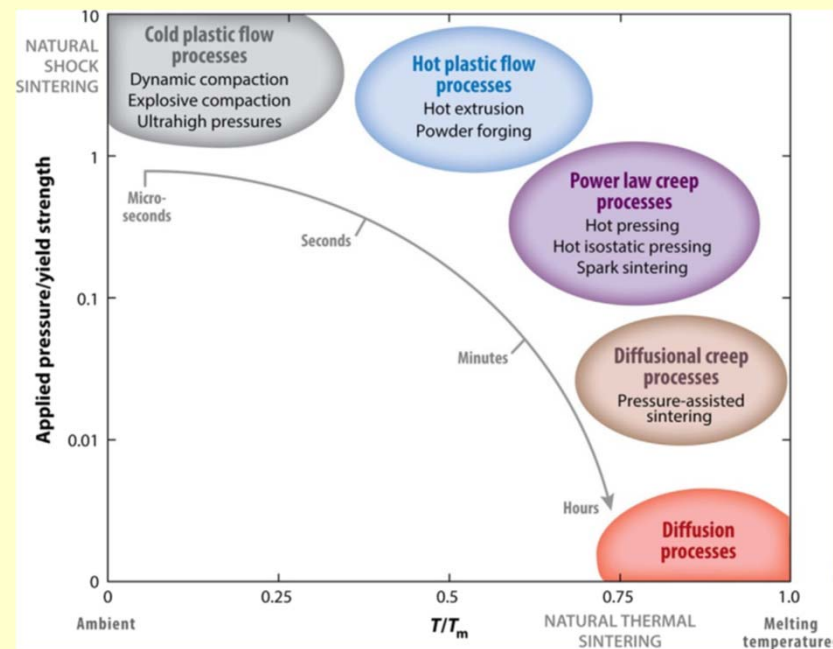 NATURAL
SHOCK
SINTERING
Applied pressure/yield strength
10
1
0.1
0.01
0
Cold plastic flow
processes
Dynamic compaction
Explosive compaction
Ultrahigh pressures
Hot plastic flow
processes
Hot extrusion
Powder forging
Power law creep
processes
Hot pressing
Hot isostatic pressing
Spark sintering
Diffusional creep
processes
Pressure-assisted
sintering
Diffusion
processes
Micro-
seconds
Seconds
Minutes
Hours
0
0.25
0.5
0.75
1.0
Ambient
T/Tm
NATURAL THERMAL
SINTERING
Melting
temperature